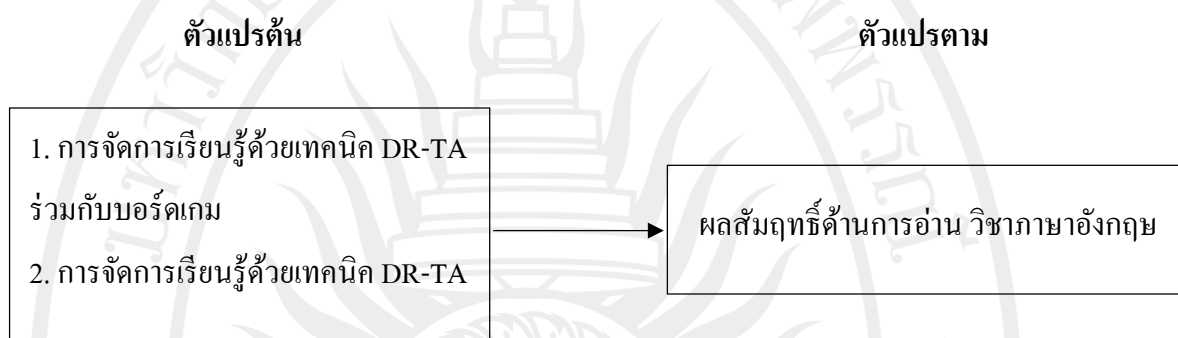 ตัวแปรต้น
ตัวแปรตาม
1. การจัดการเรียนรู้ด้วยเทคนิค DR-TA
ร่วมกับบอร์ดเกม
2. การจัดการเรียนรู้ด้วยเทคนิค DR-TA
ผลสัมฤทธิ์ด้านการอ่าน วิชาภาษาอังกฤษ